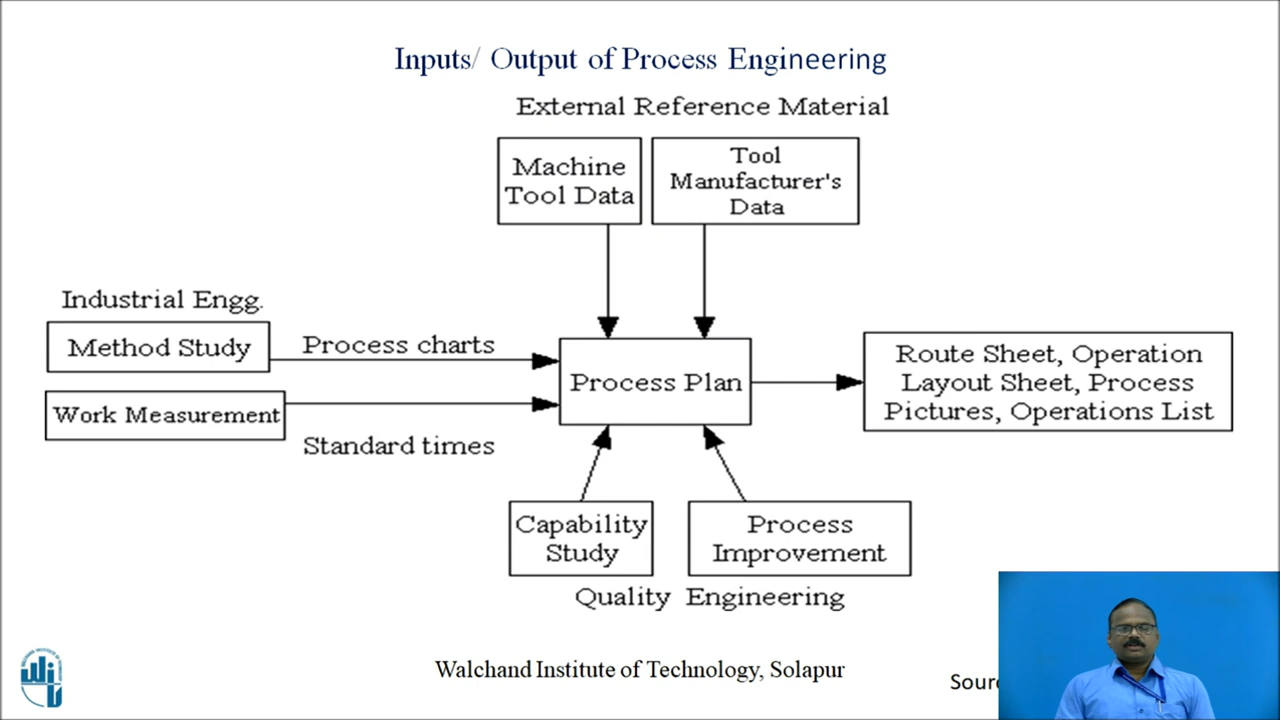 Inputs/ Output of Process Engineering
External Reference Material
Machine
Tool Data
Tool
Manufacturer's
Data
Industrial Engg.
Method Study
Process charts
Work Measurement
Standard times
Process Plan
Route Sheet, Operation
Layout Sheet, Process
Pictures, Operations List
Capability
Study
Process
Improvement
Quality Engineering
Walchand Institute of Technology, Solapur